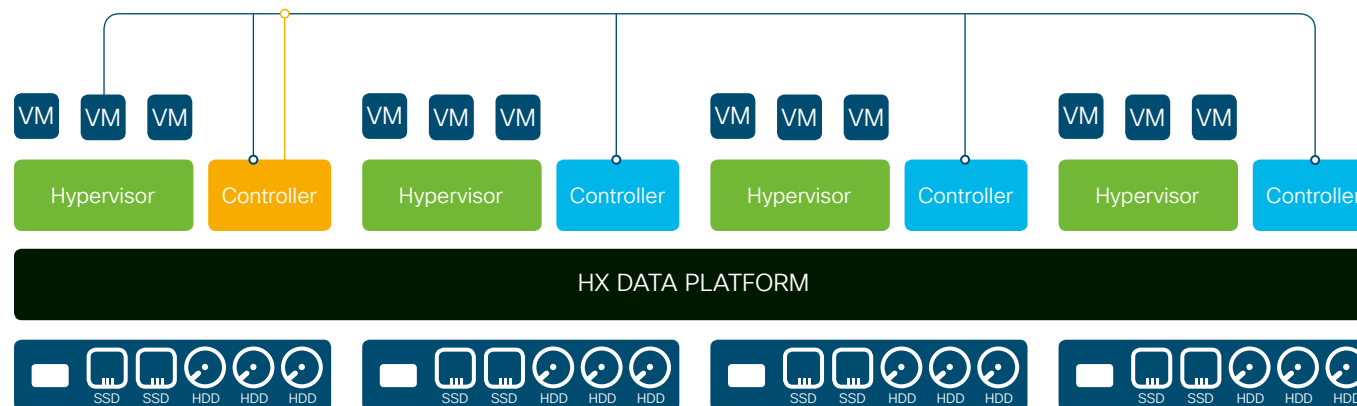 VM VM VM VM VM VM VM VM VM VM VM VM
Hypervisor Controller Hypervisor Controller Hypervisor Controller Hypervisor Controller
HX DATA PLATFORM
SSD SSD HDD HDD HDD SSD SSD HDD HDD HDD SSD SSD HDD HDD HDD SSD SSD HDD HDD HDD